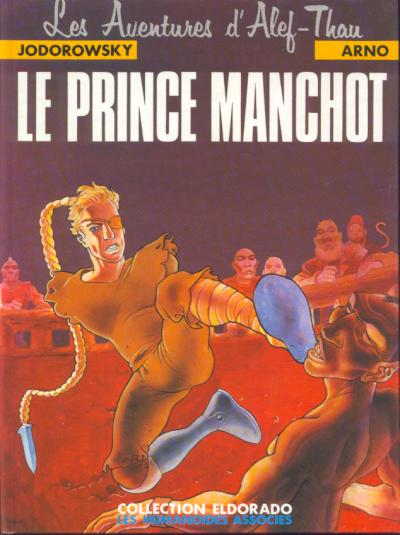 Les Aventures d'Alef-Thau
JODOROWSKY ARNO
LE PRINCE MANCHOT
COLLECTION ELDORADO
LES HUMANOÏDES ASSOCIÉS